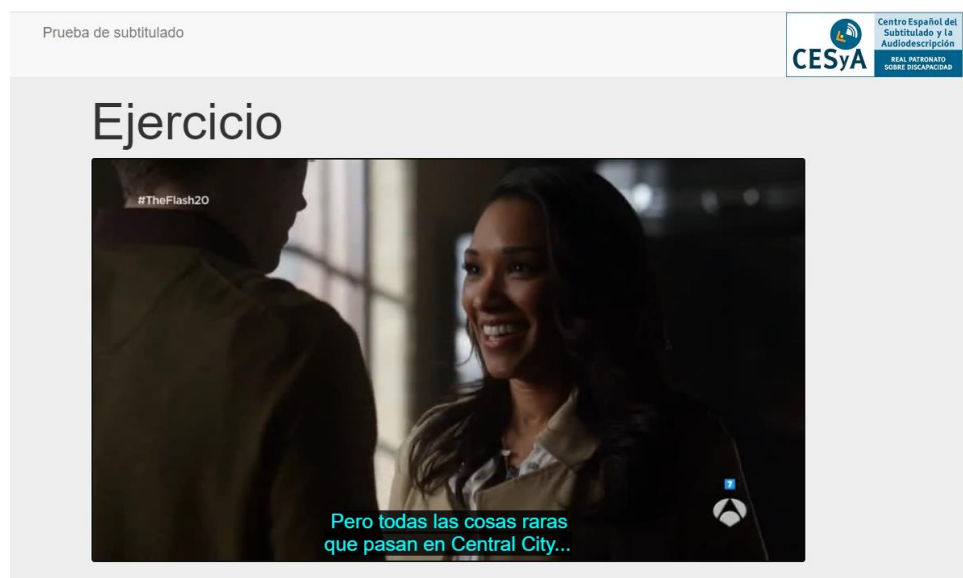 Prueba de subtitulado
CESyA
Centro Español del
Subtitulado y la
Audiodescripción
REAL PATRONATO
SOBRE DISCAPACIDAD
Ejercicio
#TheFlash20
7
Pero todas las cosas raras
que pasan en Central City...